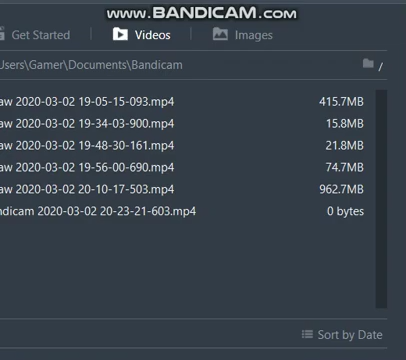 www.BANDICAM.com
Get Started
Videos
Images
Users\Gamer\Documents\Bandicam
/
aw 2020-03-02 19-05-15-093.mp4 415.7MB
aw 2020-03-02 19-34-03-900.mp4 15.8MB
aw 2020-03-02 19-48-30-161.mp4 21.8MB
aw 2020-03-02 19-56-00-690.mp4 74.7MB
aw 2020-03-02 20-10-17-503.mp4 962.7MB
ndicam 2020-03-02 20-23-21-603.mp4 0 bytes
Sort by Date